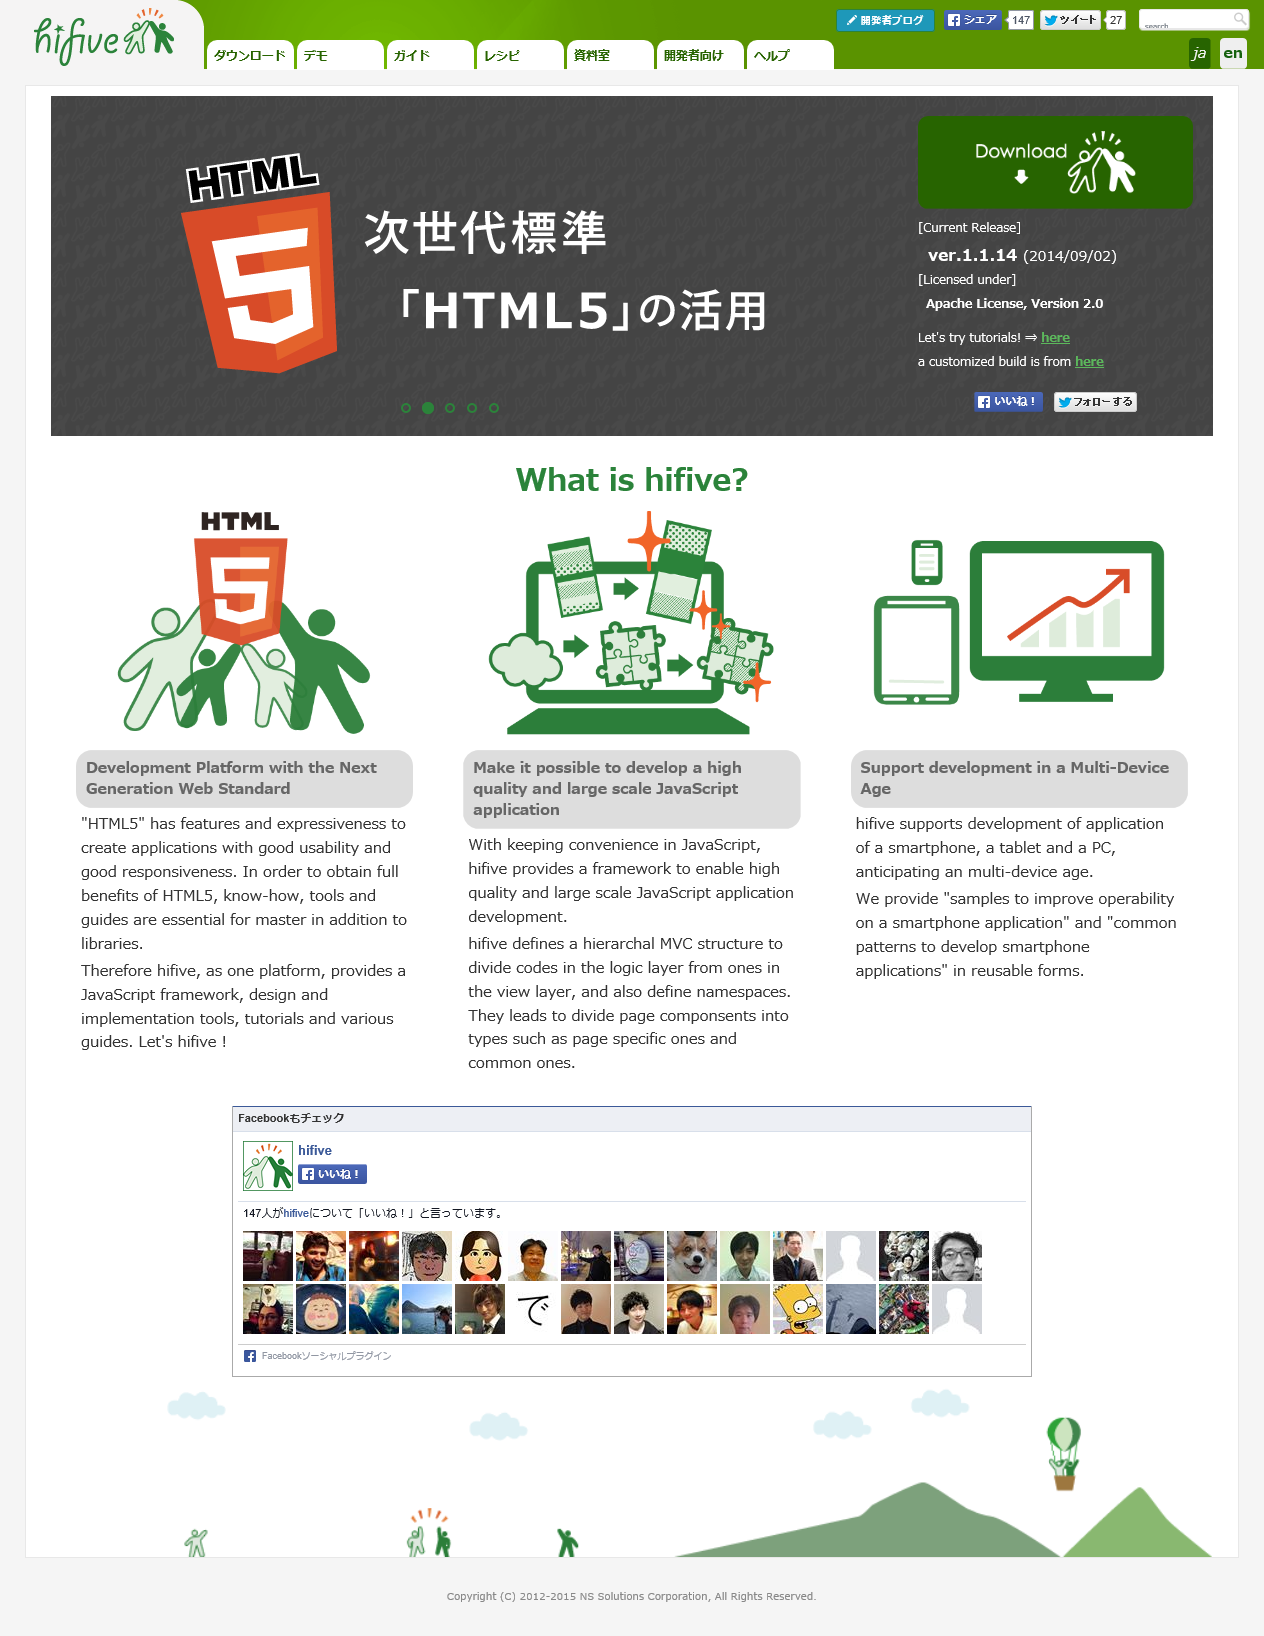 hifive
開発者ブログ
シェア
147
ツイート
27
search
ダウンロード
デモ
ガイド
レシピ
資料室
開発者向け
ヘルプ
ja
en
HTML
5
次世代標準
「HTML5」の活用
Download
[Current Release]
ver.1.1.14 (2014/09/02)
[Licensed under]
Apache License, Version 2.0
Let's try tutorials! ⇒ here
a customized build is from here
いいね！
フォローする
What is hifive?
HTML
5
Development Platform with the Next
Generation Web Standard
"HTML5" has features and expressiveness to
create applications with good usability and
good responsiveness. In order to obtain full
benefits of HTML5, know-how, tools and
guides are essential for master in addition to
libraries.
Therefore hifive, as one platform, provides a
JavaScript framework, design and
implementation tools, tutorials and various
guides. Let's hifive !
Make it possible to develop a high
quality and large scale JavaScript
application
With keeping convenience in JavaScript,
hifive provides a framework to enable high
quality and large scale JavaScript application
development.
hifive defines a hierarchal MVC structure to
divide codes in the logic layer from ones in
the view layer, and also define namespaces.
They leads to divide page componsents into
types such as page specific ones and
common ones.
Support development in a Multi-Device
Age
hifive supports development of application
of a smartphone, a tablet and a PC,
anticipating an multi-device age.
We provide "samples to improve operability
on a smartphone application" and "common
patterns to develop smartphone
applications" in reusable forms.
Facebookもチェック
hifive
いいね！
147人がhifiveについて「いいね！」と言っています。
で
Facebookソーシャルプラグイン
Copyright (C) 2012-2015 NS Solutions Corporation, All Rights Reserved.